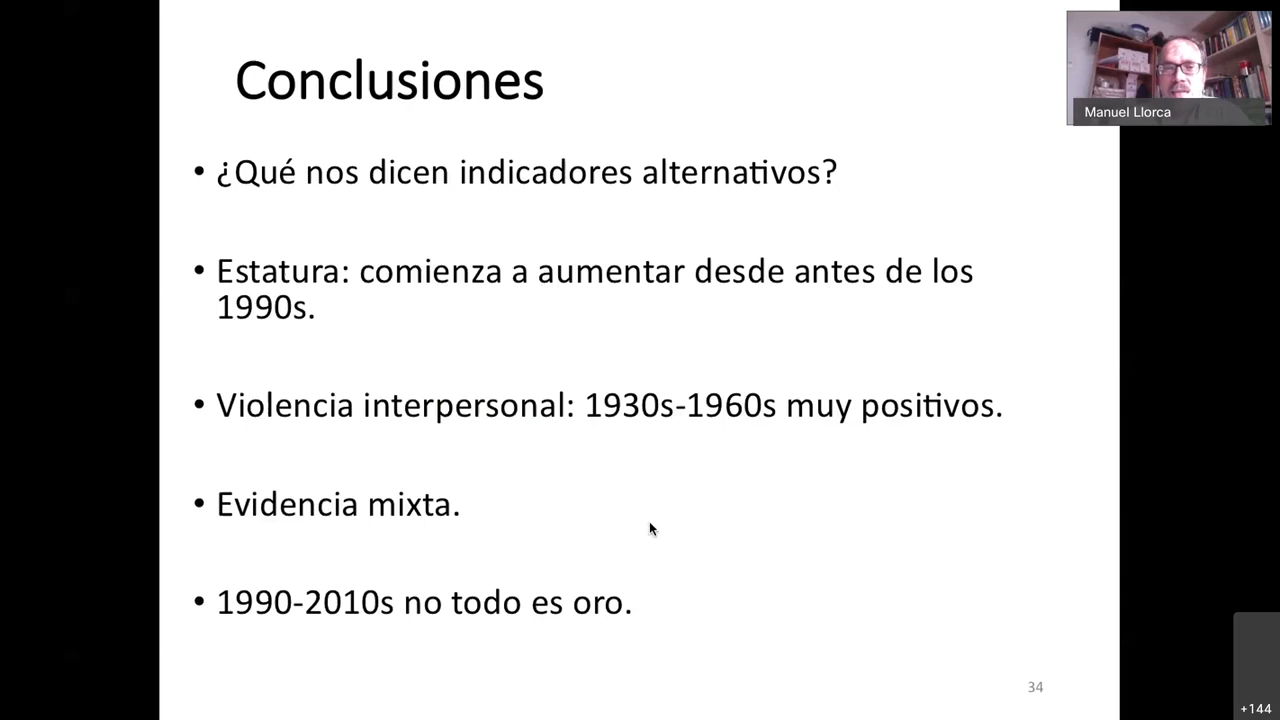 Conclusiones
Manuel Llorca
• ¿Qué nos dicen indicadores alternativos?
• Estatura: comienza a aumentar desde antes de los
1990s.
• Violencia interpersonal: 1930s-1960s muy positivos.
• Evidencia mixta.
• 1990-2010s no todo es oro.
34
+144